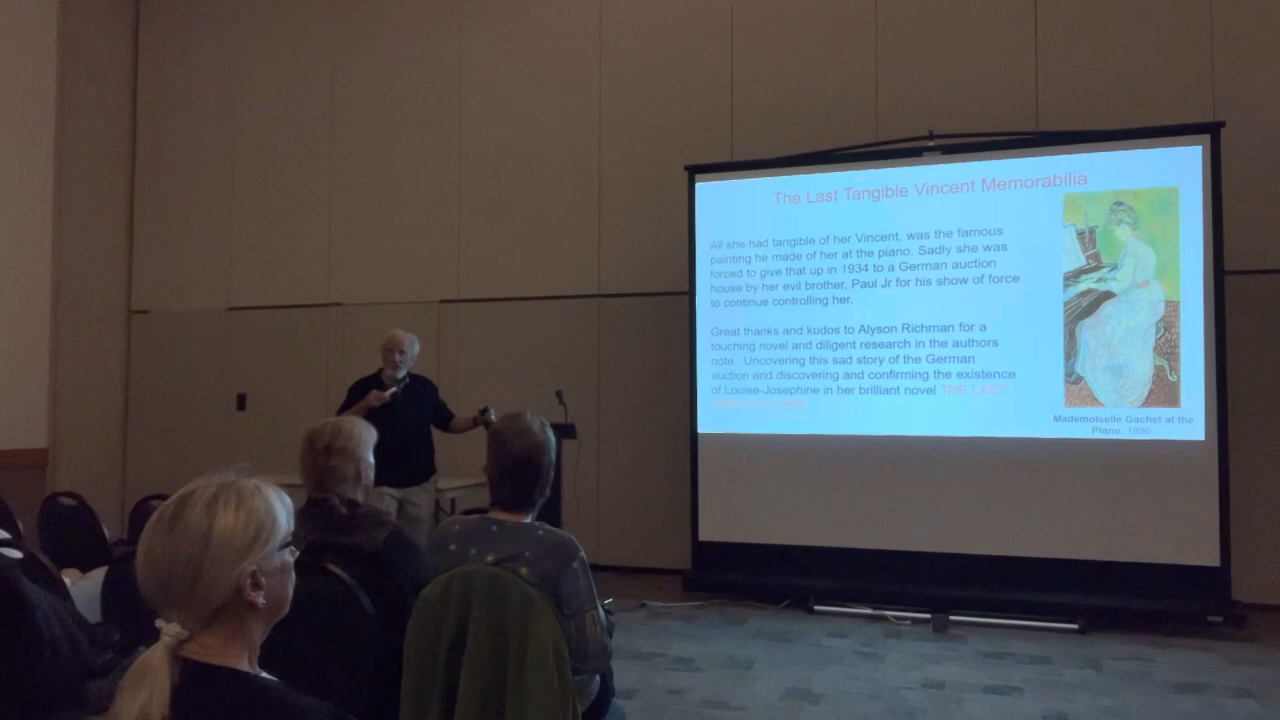 The Last Tangible Vincent Memorabilia
All she had tangible of her Vincent, was the famous
painting he made of her at the piano. Sadly she was
forced to give that up in 1934 to a German auction
house by her evil brother, Paul Jr for his show of force
to continue controlling her.
Great thanks and kudos to Alyson Richman for a
touching novel and diligent research in the authors
note. Uncovering this sad story of the German
auction and discovering and confirming the existence
of Louise-Josephine in her brilliant novel THE LAST
Mademoiselle Gachet at the
Piano, 1890